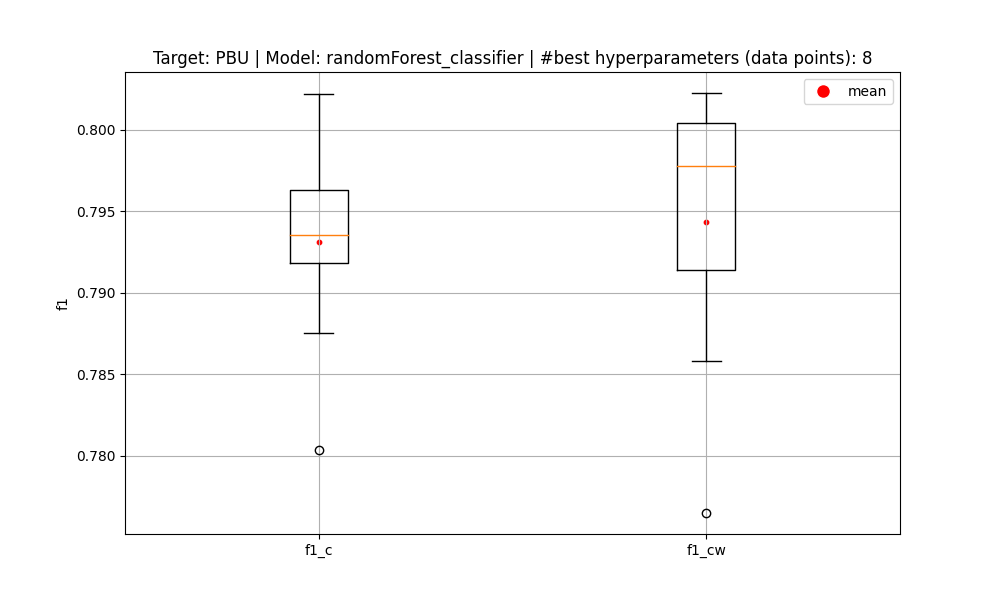 Target: PBU | Model: randomForest_classifier | #best hyperparameters (data points): 8
mean
0.800
0.795
0.790
0.785
0.780
f1
f1_c
f1_cw